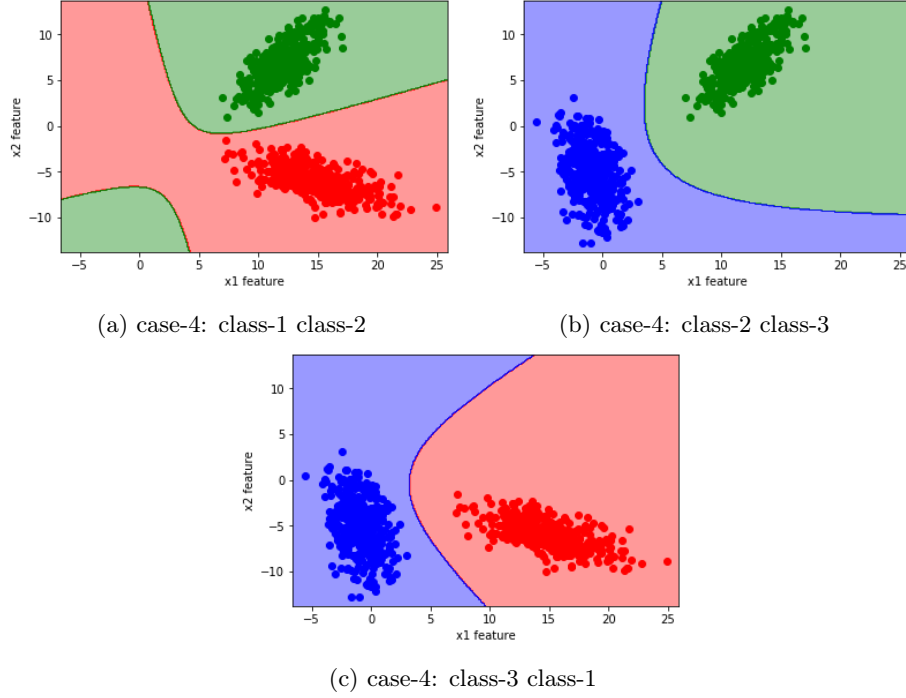 10
5
0
−5
−10
x2 feature
−5 0 5 10 15 20 25
x1 feature
(a) case-4: class-1 class-2
10
5
0
−5
−10
x2 feature
−5 0 5 10 15 20 25
x1 feature
(b) case-4: class-2 class-3
10
5
0
−5
−10
x2 feature
−5 0 5 10 15 20 25
x1 feature
(c) case-4: class-3 class-1